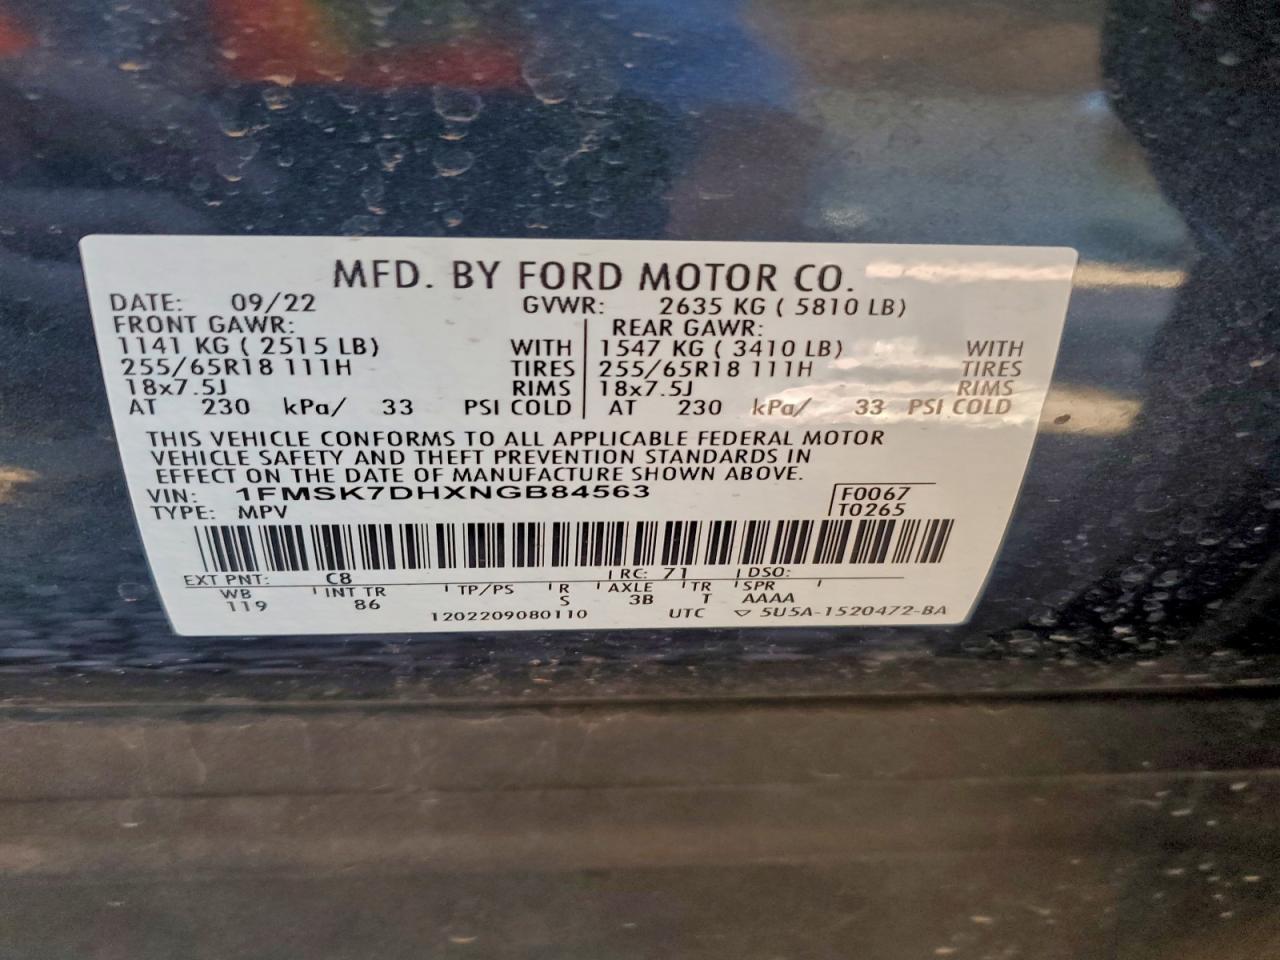 MFD. BY FORD MOTOR CO.
DATE: 09/22 GVWR: 2635 KG ( 5810 LB)
FRONT GAWR: REAR GAWR:
1141 KG ( 2515 LB) WITH 1547 KG ( 3410 LB) WITH
255/65R18 111H TIRES 255/65R18 111H TIRES
18x7.5J RIMS 18x7.5J RIMS
AT 230 kPa/ 33 PSI COLD AT 230 kPa/ 33 PSI COLD
THIS VEHICLE CONFORMS TO ALL APPLICABLE FEDERAL MOTOR
VEHICLE SAFETY AND THEFT PREVENTION STANDARDS IN
EFFECT ON THE DATE OF MANUFACTURE SHOWN ABOVE.
VIN: 1FMSK7DHXNGB84563 F0067
TYPE: MPV T0265
EXT PNT: C8 RC: 71 DSO:
WB INT TR TP/PS R AXLE TR SPR
119 86 S 3B T AAAA
1202209080110 UTC ▽ 5U5A-1520472-BA